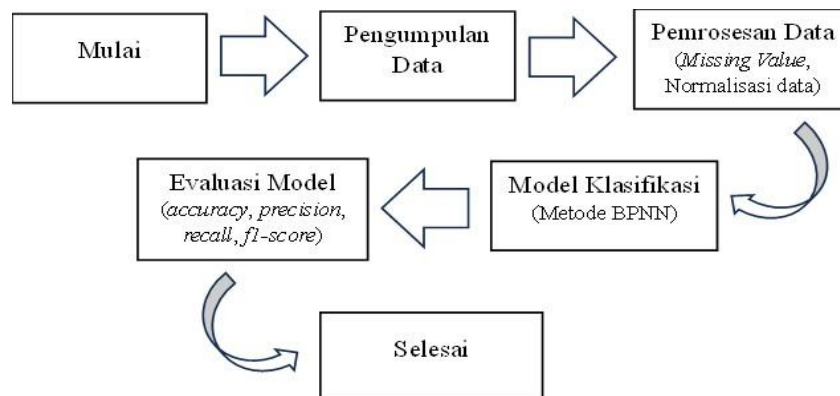 Mulai
Pengumpulan
Data
Pemrosesan Data
(Missing Value,
Normalisasi data)
Evaluasi Model
(accuracy, precision,
recall, f1-score)
Model Klasifikasi
(Metode BPNN)
Selesai